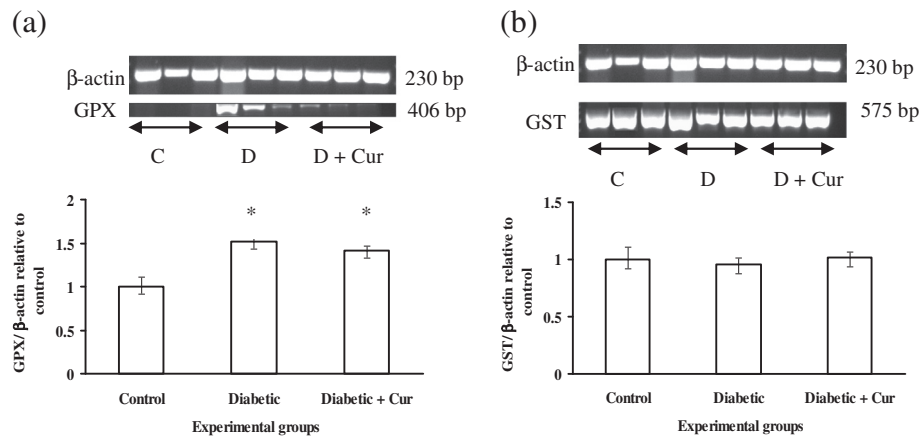 (a)
β-actin 230 bp
GPX 406 bp
C D D + Cur
GPX/ β-actin relative to
control
2
1.5
1
0.5
0
* *
Control Diabetic Diabetic + Cur
Experimental groups
(b)
β-actin 230 bp
GST 575 bp
C D D + Cur
GST/ β-actin relative to
control
1.5
1
0.5
0
Control Diabetic Diabetic + Cur
Experimental groups